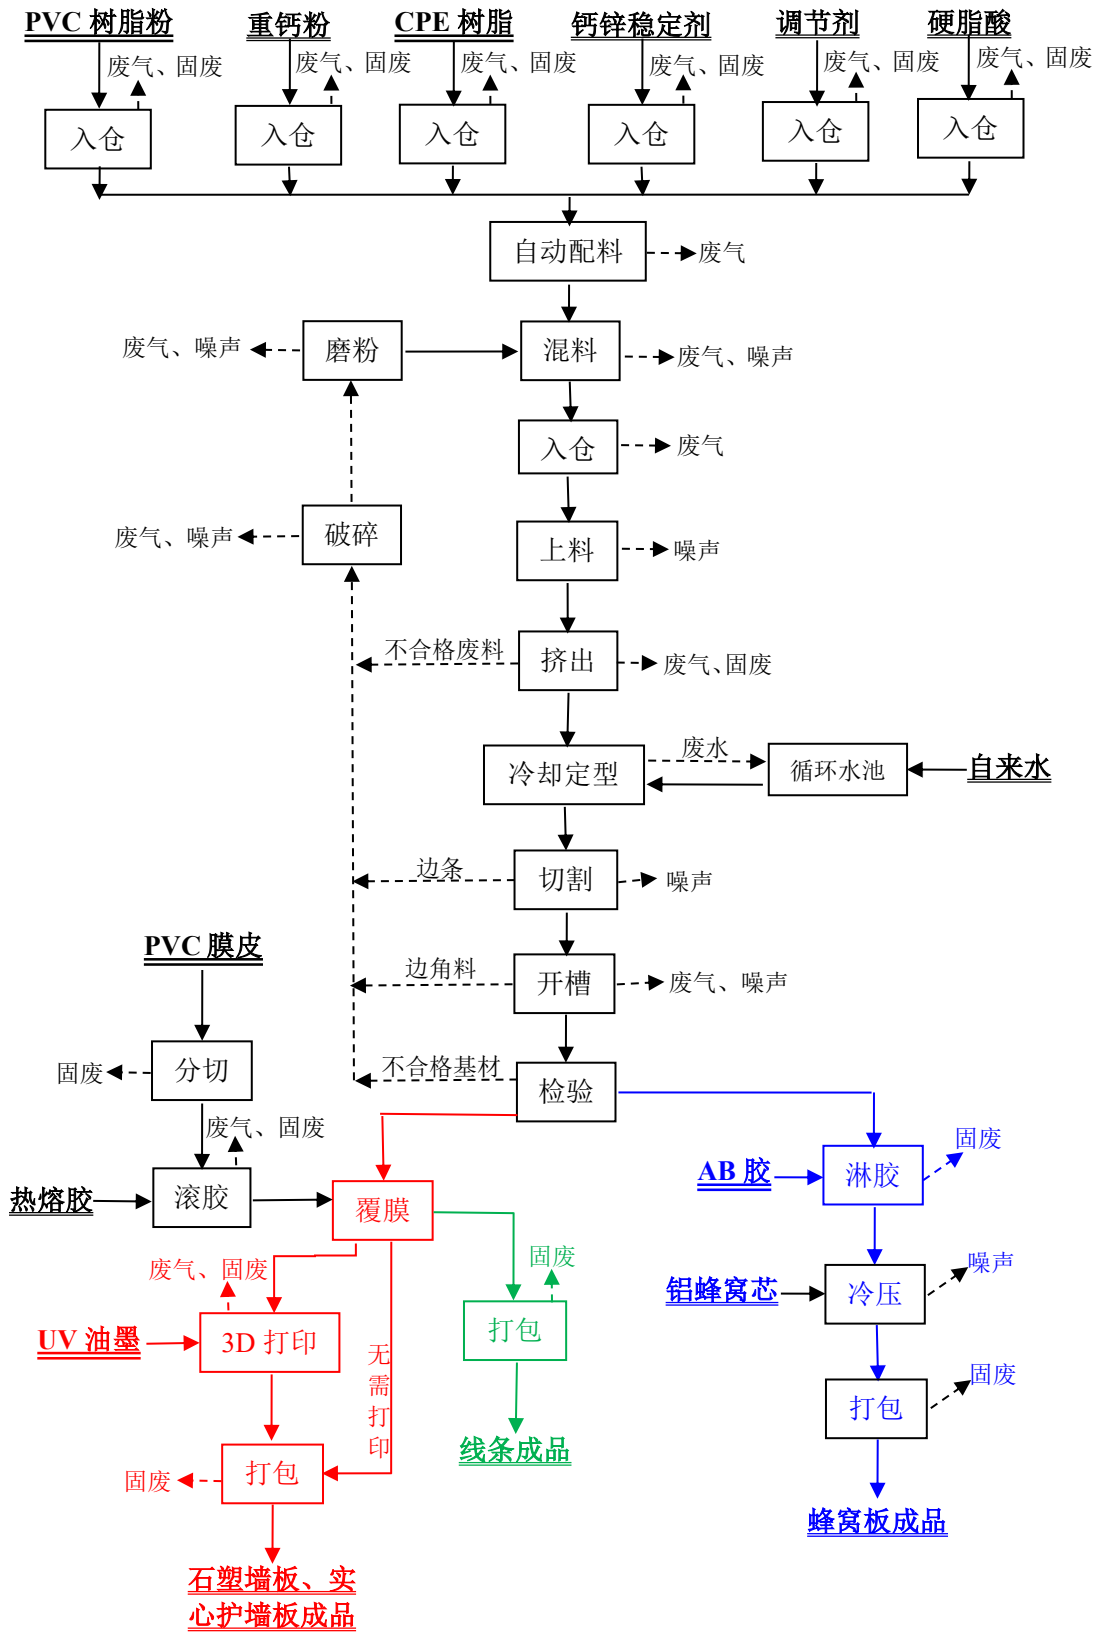 PVC 树脂粉
重钙粉
CPE 树脂
钙锌稳定剂
调节剂
硬脂酸
废气、固废
废气、固废
废气、固废
废气、固废
废气、固废
废气、固废
入仓
入仓
入仓
入仓
入仓
入仓
自动配料
废气
废气、噪声
磨粉
混料
废气、噪声
入仓
废气
废气、噪声
破碎
上料
噪声
不合格废料
挤出
废气、固废
冷却定型
废水
循环水池
自来水
边条
切割
噪声
PVC 膜皮
边角料
开槽
废气、噪声
固废
分切
不合格基材
检验
废气、固废
固废
AB 胶
淋胶
热熔胶
滚胶
覆膜
废气、固废
固废
噪声
铝蜂窝芯
冷压
UV 油墨
3D 打印
无
需
打
印
打包
固废
打包
线条成品
固废
打包
蜂窝板成品
石塑墙板、实
心护墙板成品